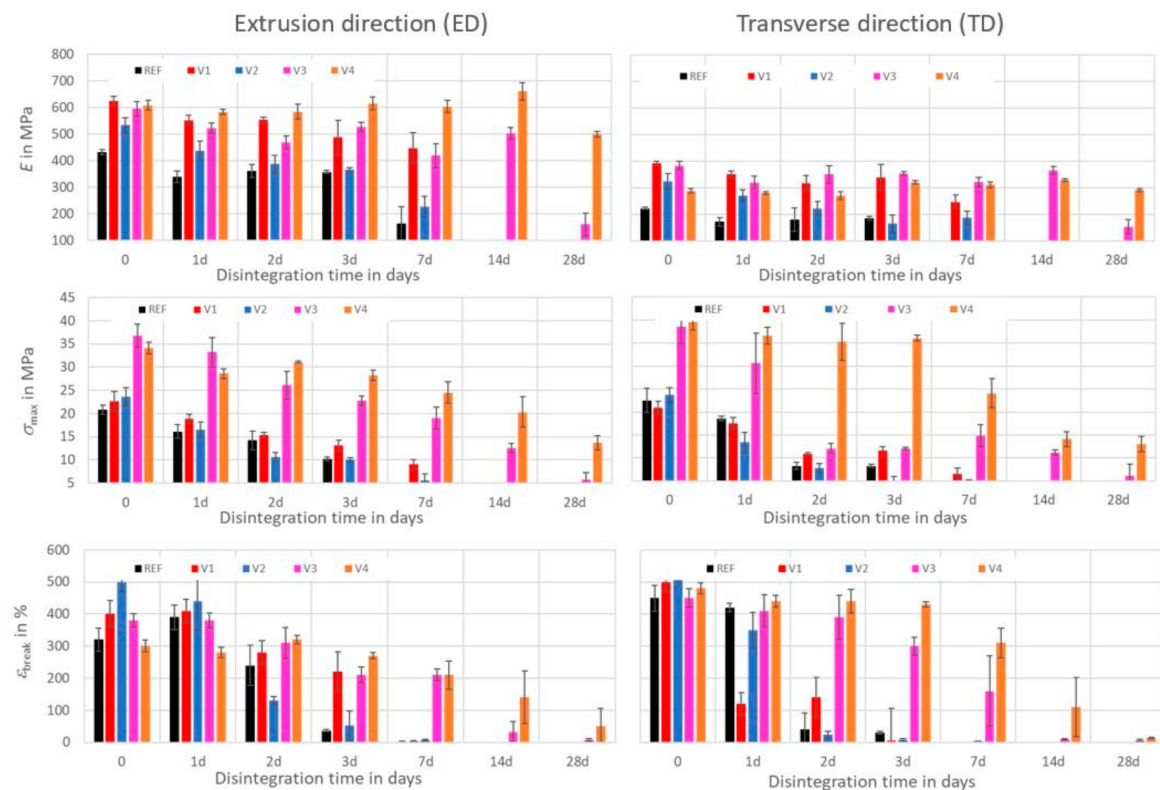 Extrusion direction (ED)
Transverse direction (TD)
E in MPa
800
700
600
500
400
300
200
100
REF V1 V2 V3 V4
0 1d 2d 3d 7d 14d 28d
Disintegration time in days
REF V1 V2 V3 V4
0 1d 2d 3d 7d 14d 28d
Disintegration time in days
σmax in MPa
45
40
35
30
25
20
15
10
5
REF V1 V2 V3 V4
0 1d 2d 3d 7d 14d 28d
Disintegration time in days
REF V1 V2 V3 V4
0 1d 2d 3d 7d 14d 28d
Disintegration time in days
εbreak in %
600
500
400
300
200
100
0
REF V1 V2 V3 V4
0 1d 2d 3d 7d 14d 28d
Disintegration time in days
REF V1 V2 V3 V4
0 1d 2d 3d 7d 14d 28d
Disintegration time in days